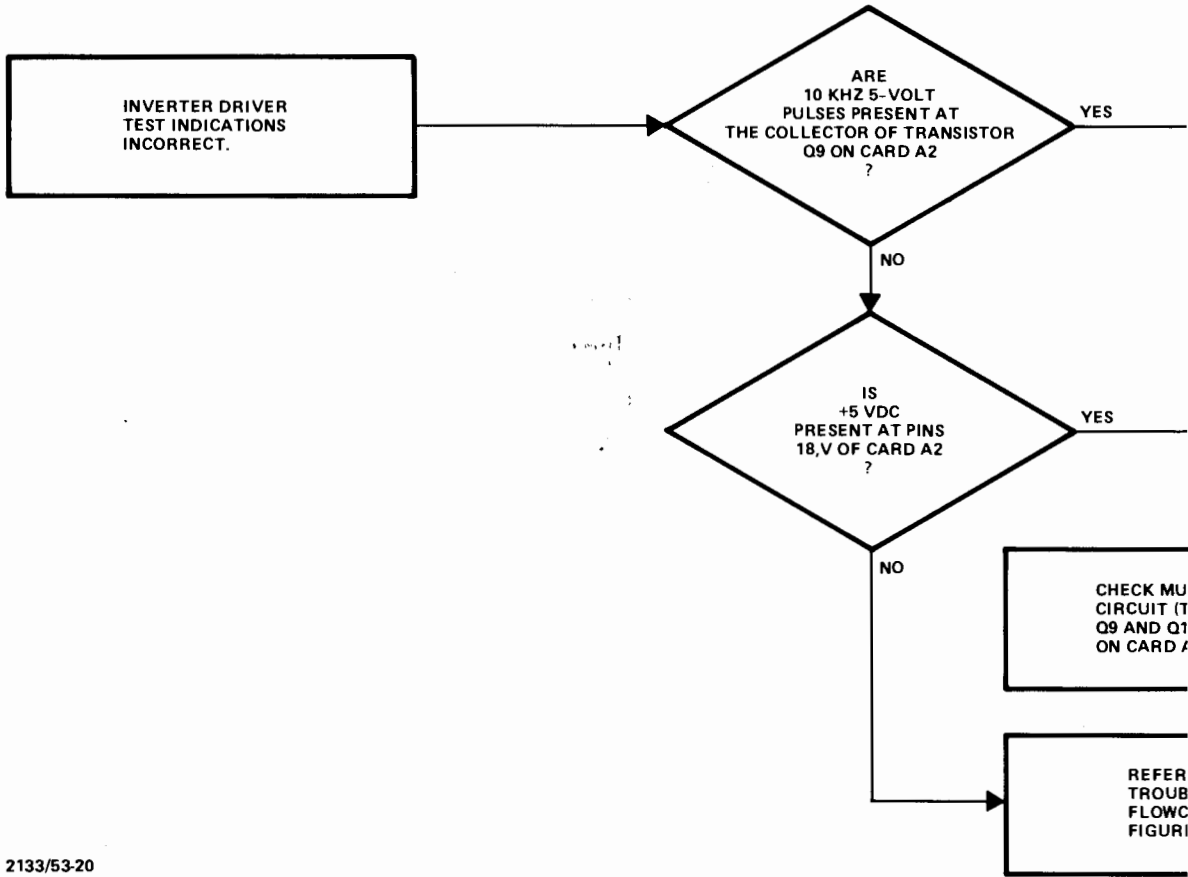 INVERTER DRIVER
TEST INDICATIONS
INCORRECT.
ARE
10 KHZ 5-VOLT
PULSES PRESENT AT
THE COLLECTOR OF TRANSISTOR
Q9 ON CARD A2
?
YES
NO
IS
+5 VDC
PRESENT AT PINS
18,V OF CARD A2
?
YES
NO
CHECK MU
CIRCUIT (T
Q9 AND Q1
ON CARD
REFER
TROUB
FLOWC
FIGUR
2133/53-20